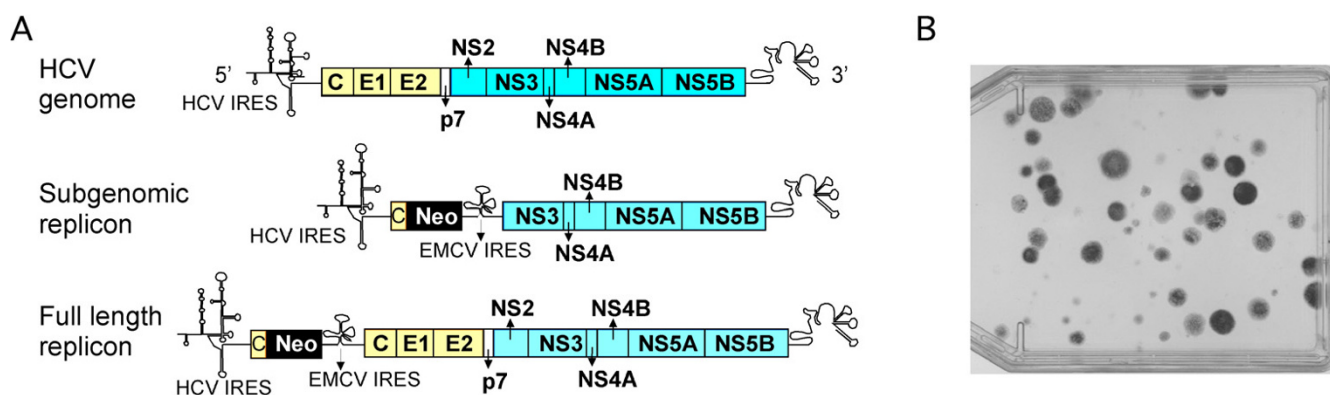 A
B
HCV
genome
5’
HCV IRES
C E1 E2 NS3 NS5A NS5B
NS2
NS4B
p7
NS4A
3’
Subgenomic
replicon
HCV IRES
C Neo NS3 NS5A NS5B
EMCV IRES
NS4B
NS4A
Full length
replicon
HCV IRES
C Neo C E1 E2 NS3 NS5A NS5B
EMCV IRES
NS2
NS4B
p7
NS4A